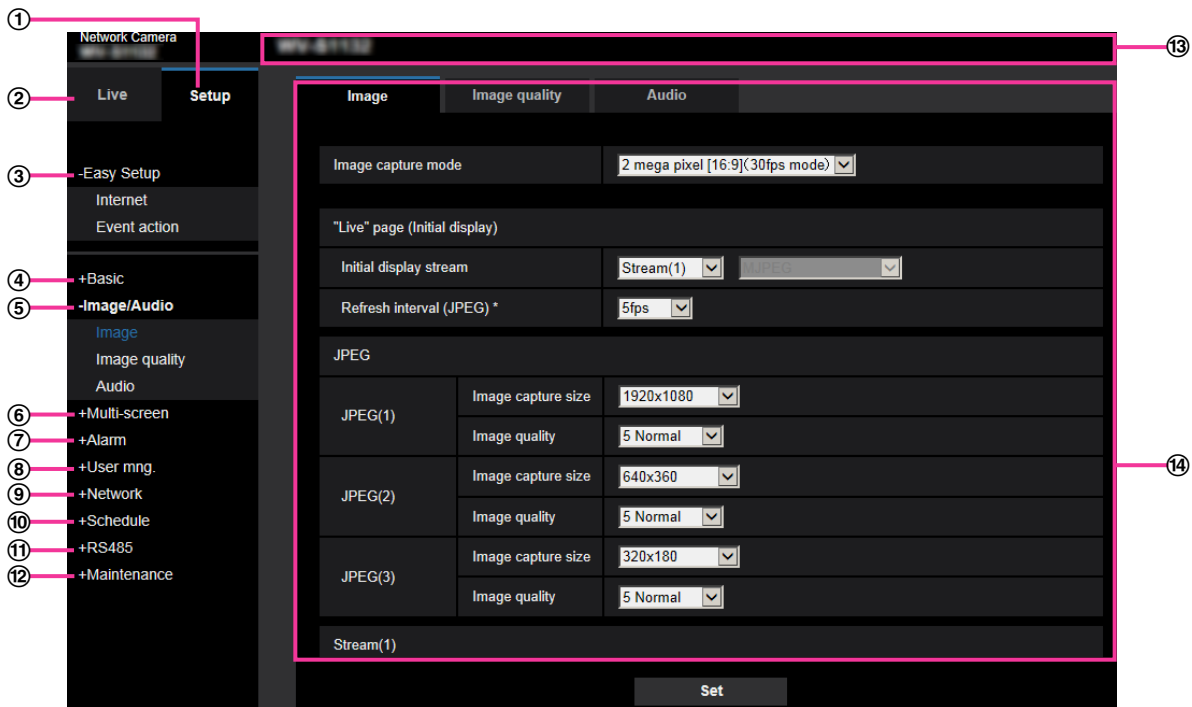 ①
Network Camera
⑬
② Live Setup
Image Image quality Audio
Image capture mode 2 mega pixel [16:9](30fps mode)
③ -Easy Setup
Internet
Event action
"Live" page (Initial display)
Initial display stream Stream(1) MJPEG
Refresh interval (JPEG) * 5fps
④ +Basic
⑤ -Image/Audio
Image
Image quality
Audio
⑥ +Multi-screen
⑦ +Alarm
⑧ +User mng.
⑨ +Network
⑩ +Schedule
⑪ +RS485
⑫ +Maintenance
JPEG
JPEG(1)
Image capture size 1920x1080
Image quality 5 Normal
JPEG(2)
Image capture size 640x360
Image quality 5 Normal
JPEG(3)
Image capture size 320x180
Image quality 5 Normal
Stream(1)
⑭
Set